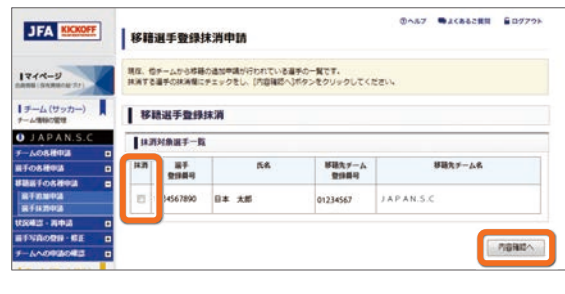 JFA KICKOFF
ヘルプ よくあるご質問 ログアウト
移籍選手登録抹消申請
マイページ
チーム(サッカー)
チーム情報の管理
JAPAN.S.C
チームの各種申請
選手の各種申請
移籍選手の各種申請
選手追加申請
選手抹消申請
状況確認・再申請
選手写真の登録・修正
チームへの申請の確認
現在、他チームから移籍の追加申請が行われている選手の一覧です。
抹消する選手の抹消欄にチェックをし、[内容確認へ]ボタンをクリックしてください。
移籍選手登録抹消
抹消対象選手一覧
抹消 選手登録番号 氏名 移籍先チーム登録番号 移籍先チーム名
34567890 日本 太郎 01234567 JAPAN.S.C
内容確認へ